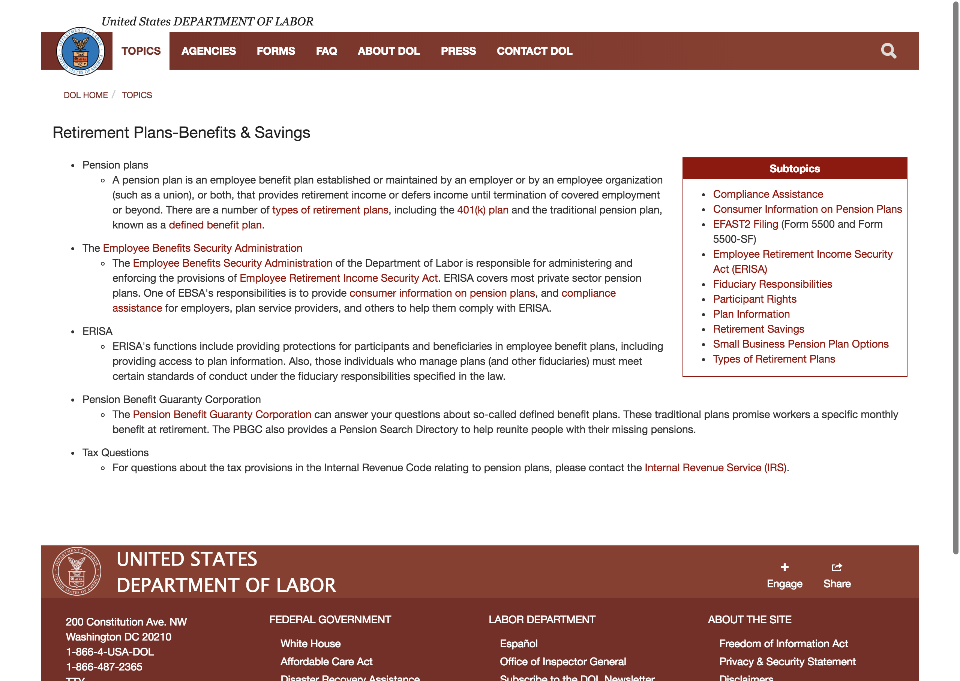 United States DEPARTMENT OF LABOR
TOPICS AGENCIES FORMS FAQ ABOUT DOL PRESS CONTACT DOL
DOL HOME / TOPICS
Retirement Plans-Benefits & Savings
• Pension plans
◦ A pension plan is an employee benefit plan established or maintained by an employer or by an employee organization
(such as a union), or both, that provides retirement income or defers income until termination of covered employment
or beyond. There are a number of types of retirement plans, including the 401(k) plan and the traditional pension plan,
known as a defined benefit plan.
• The Employee Benefits Security Administration
◦ The Employee Benefits Security Administration of the Department of Labor is responsible for administering and
enforcing the provisions of Employee Retirement Income Security Act. ERISA covers most private sector pension
plans. One of EBSA's responsibilities is to provide consumer information on pension plans, and compliance
assistance for employers, plan service providers, and others to help them comply with ERISA.
• ERISA
◦ ERISA's functions include providing protections for participants and beneficiaries in employee benefit plans, including
providing access to plan information. Also, those individuals who manage plans (and other fiduciaries) must meet
certain standards of conduct under the fiduciary responsibilities specified in the law.
• Pension Benefit Guaranty Corporation
◦ The Pension Benefit Guaranty Corporation can answer your questions about so-called defined benefit plans. These traditional plans promise workers a specific monthly
benefit at retirement. The PBGC also provides a Pension Search Directory to help reunite people with their missing pensions.
• Tax Questions
◦ For questions about the tax provisions in the Internal Revenue Code relating to pension plans, please contact the Internal Revenue Service (IRS).
Subtopics
• Compliance Assistance
• Consumer Information on Pension Plans
• EFAST2 Filing (Form 5500 and Form
5500-SF)
• Employee Retirement Income Security
Act (ERISA)
• Fiduciary Responsibilities
• Participant Rights
• Plan Information
• Retirement Savings
• Small Business Pension Plan Options
• Types of Retirement Plans
UNITED STATES
DEPARTMENT OF LABOR
Engage
Share
200 Constitution Ave. NW
Washington DC 20210
1-866-4-USA-DOL
1-866-487-2365
TTY
FEDERAL GOVERNMENT
White House
Affordable Care Act
Disaster Recovery Assistance
LABOR DEPARTMENT
Español
Office of Inspector General
Subscribe to the DOL Newsletter
ABOUT THE SITE
Freedom of Information Act
Privacy & Security Statement
Disclaimers